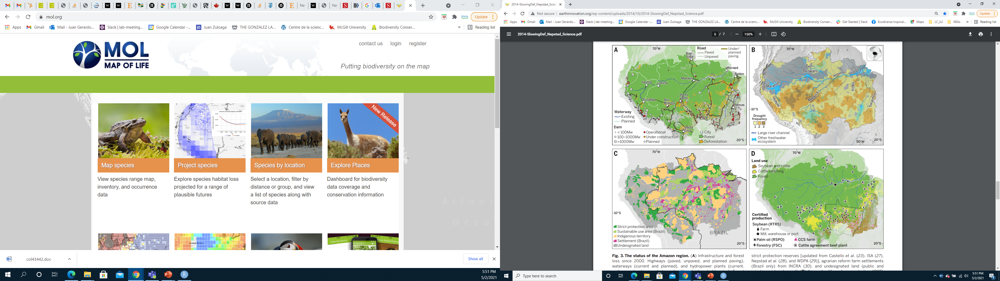 mol.org
Update
Apps
Gmail
Mail - Juan Gerardo...
Slack | lab-meeting...
Google Calendar -...
Juan Zuloaga
THE GONZALEZ LA...
Centre de la scienc...
McGill University
Biodiversity Conser...
»
Reading list
MOL
MAP OF LIFE
contact us login register
Putting biodiversity on the map
New Release
Map species
Project species
Species by location
Explore Places
View species range map,
inventory, and occurrence
data
Explore species habitat loss
projected for a range of
plausible futures
Select a location, filter by
distance or group, and view
a list of species along with
source data
Dashboard for biodiversity
data coverage and
conservation information
Atlant
Ocea
United States
col43442.doc
Show all
5:51 PM
5/2/2021
2014-SlowingDef_Nepstad_Scien
Not secure | earthinnovation.org/wp-content/uploads/2014/10/2014-SlowingDef_Nepstad_Science.pdf
Update
Apps
Gmail
Mail - Juan Gerardo...
Slack | lab-meeting...
Google Calendar -...
Juan Zuloaga
THE GONZALEZ LA...
Centre de la scienc...
McGill University
Biodiversity Conser...
Get Started | Slack
Ecodiversa tropical...
Maps
LC_LU
KBAs
»
Reading list
2014-SlowingDef_Nepstad_Science.pdf
5 / 7
150%
A
70°W
Boa
Vista
Road
Paved
Unpaved
Under/
planned
paving
Macapá
Belém
Manaus
Iquitos
Leticia
Porto
Velho
Pucallpa
Rio
Branco
Palmas
Santa
Cruz
Waterway
Existing
Planned
Dam
< 100Mw
100–1000Mw
>1000Mw
Operational
Under construction
Planned
City
Forest
Deforestation
20°S
B
70°W
Rio Negro
Amazon
Marañon
Ucayali
Madeira
Xingu
Tocantins
10°S
Drought
frequency
1 2 3
Large river channel
Other freshwater
ecosystem
50°W
20°S
C
70°W
10°S
Strict protection area
Sustainable use area (Brazil)
Indigenous territory
Settlement (Brazil)
Undesignated land
BRAZIL
20°S
D
70°W
Land use
Soybean and cattle
Cattle ranching
Forest
Certified
production
Soybean (RTRS)
Farm
Mill, warehouse or port
Palm oil (RSPO)
CCS farm
Forestry (FSC)
Cattle agreement beef plant
20°S
Fig. 3. The status of the Amazon region. (A) Infrastructure and forest
loss since 2000. Highways (paved, unpaved, and planned paving),
waterways (current and planned), and hydropower plants (current,
strict protection reserves [updated from Castello et al. (23), ISA (27),
Nepstad et al. (28), and WDPA (29)], agrarian reform farm settlements
(Brazil only) from INCRA (30), and undesignated land (public and
Type here to search
5:51 PM
5/2/2021